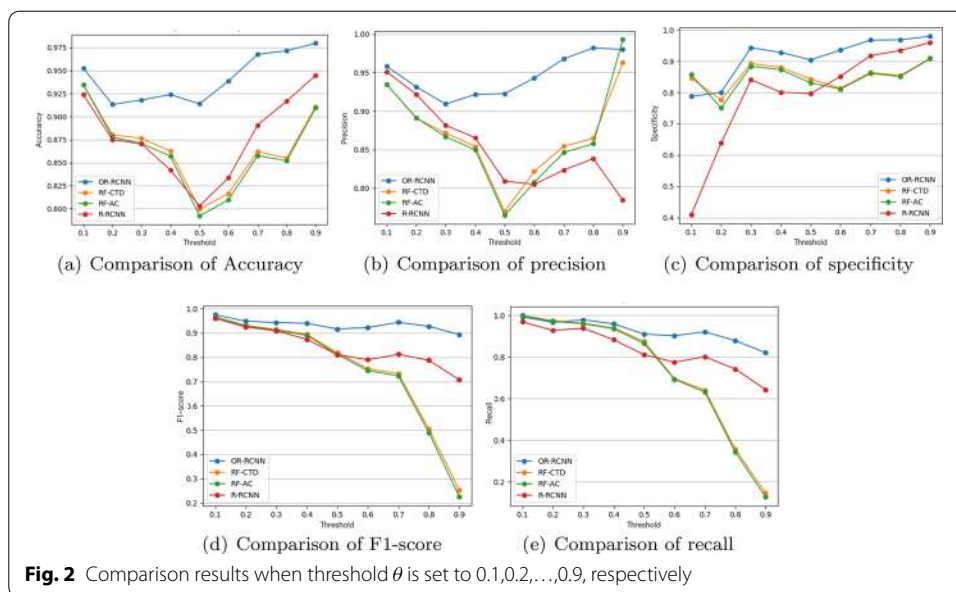 0.975
0.950
0.925
0.900
0.875
0.850
0.825
0.800
Accuracy
OR-RCNN
RF-CTD
RF-AC
R-RCNN
0.1 0.2 0.3 0.4 0.5 0.6 0.7 0.8 0.9
Threshold
(a) Comparison of Accuracy
1.00
0.95
0.90
0.85
0.80
Precision
OR-RCNN
RF-CTD
RF-AC
R-RCNN
0.1 0.2 0.3 0.4 0.5 0.6 0.7 0.8 0.9
Threshold
(b) Comparison of precision
1.0
0.9
0.8
0.7
0.6
0.5
0.4
Specificity
OR-RCNN
RF-CTD
RF-AC
R-RCNN
0.1 0.2 0.3 0.4 0.5 0.6 0.7 0.8 0.9
Threshold
(c) Comparison of specificity
1.0
0.9
0.8
0.7
0.6
0.5
0.4
0.3
0.2
F1-score
OR-RCNN
RF-CTD
RF-AC
R-RCNN
0.1 0.2 0.3 0.4 0.5 0.6 0.7 0.8 0.9
Threshold
(d) Comparison of F1-score
1.0
0.8
0.6
0.4
0.2
Recall
OR-RCNN
RF-CTD
RF-AC
R-RCNN
0.1 0.2 0.3 0.4 0.5 0.6 0.7 0.8 0.9
Threshold
(e) Comparison of recall
Fig. 2 Comparison results when threshold θ is set to 0.1,0.2,…,0.9, respectively